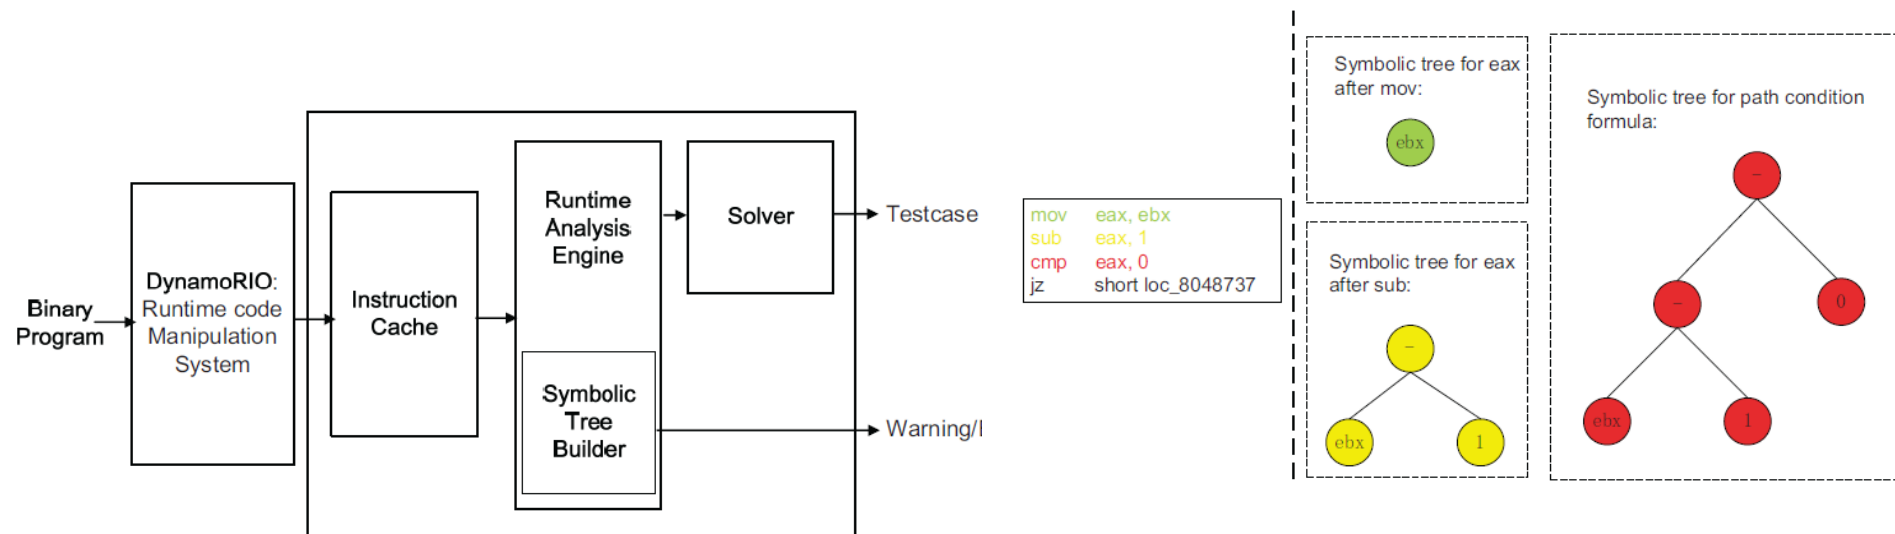 Binary
Program
DynamoRIO:
Runtime code
Manipulation
System
Instruction
Cache
Runtime
Analysis
Engine
Symbolic
Tree
Builder
Solver
Testcase
Warning/
mov eax, ebx
sub eax, 1
cmp eax, 0
jz short loc_8048737
Symbolic tree for eax
after mov:
ebx
Symbolic tree for eax
after sub:
−
ebx
1
Symbolic tree for path condition
formula:
−
−
0
ebx
1